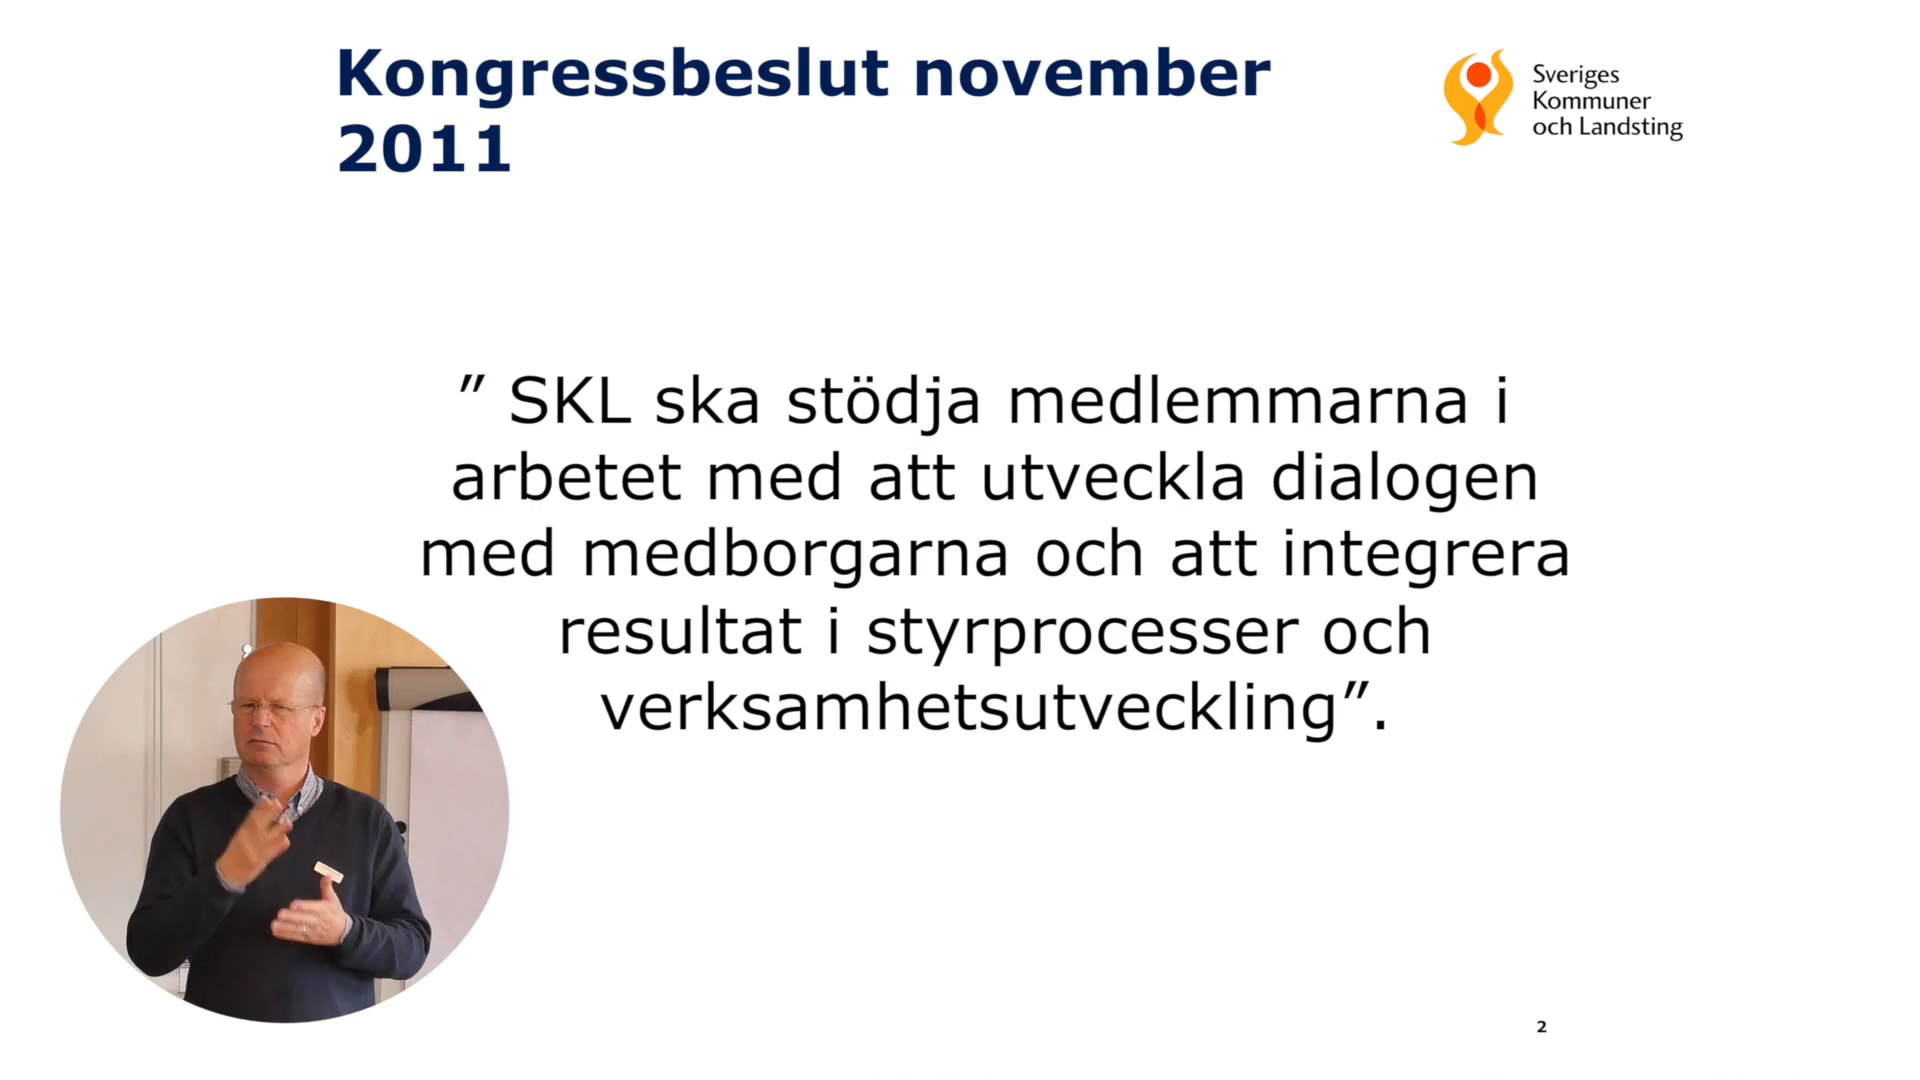 Kongressbeslut november
2011
Sveriges
Kommuner
och Landsting
” SKL ska stödja medlemmarna i
arbetet med att utveckla dialogen
med medborgarna och att integrera
resultat i styrprocesser och
verksamhetsutveckling”.
2